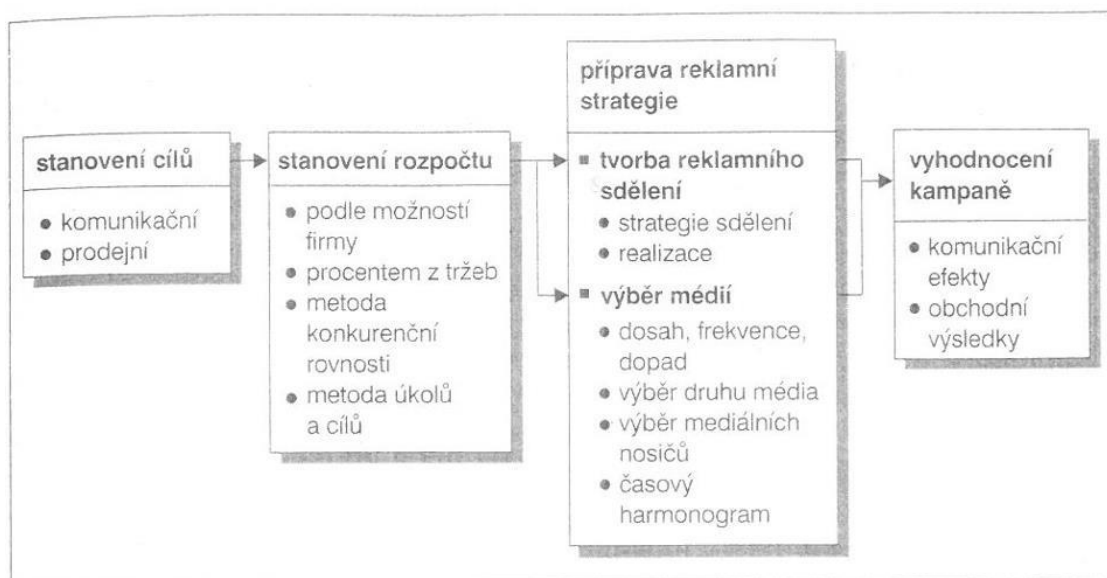 stanovení cílů
● komunikační
● prodejní
stanovení rozpočtu
● podle možností
firmy
● procentem z tržeb
● metoda
konkurenční
rovnosti
● metoda úkolů
a cílů
příprava reklamní
strategie
■ tvorba reklamního
sdělení
● strategie sdělení
● realizace
■ výběr médií
● dosah, frekvence,
dopad
● výběr druhu média
● výběr mediálních
nosičů
● časový
harmonogram
vyhodnocení
kampaně
● komunikační
efekty
● obchodní
výsledky